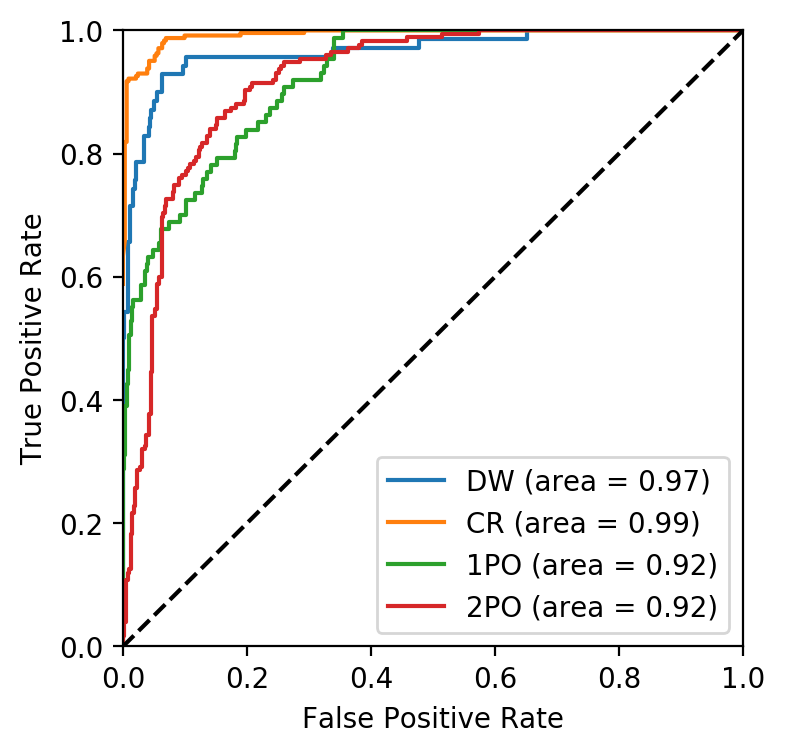 1.0
0.8
0.6
0.4
0.2
0.0
True Positive Rate
DW (area = 0.97)
CR (area = 0.99)
1PO (area = 0.92)
2PO (area = 0.92)
0.0 0.2 0.4 0.6 0.8 1.0
False Positive Rate